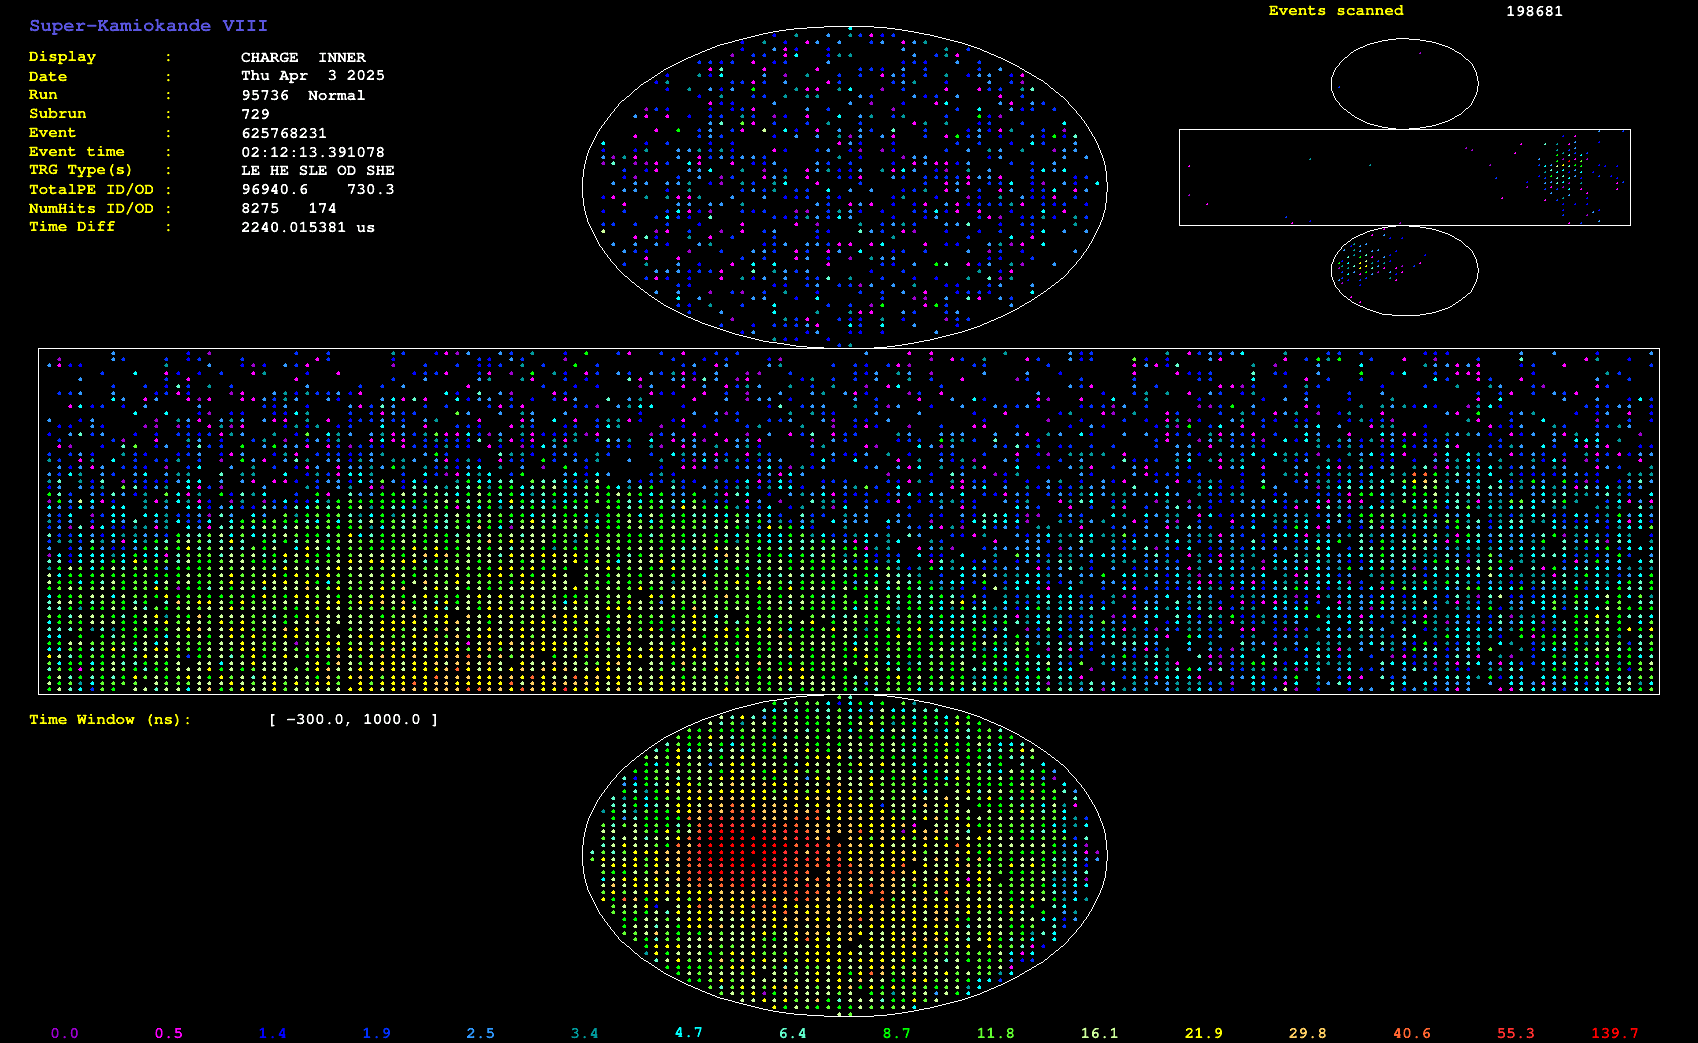 Super-Kamiokande VIII
Events scanned 198681
Display : CHARGE INNER
Date : Thu Apr 3 2025
Run : 95736 Normal
Subrun : 729
Event : 625768231
Event time : 02:12:13.391078
TRG Type(s) : LE HE SLE OD SHE
TotalPE ID/OD : 96940.6 730.3
NumHits ID/OD : 8275 174
Time Diff : 2240.015381 us
Time Window (ns): [ -300.0, 1000.0 ]
0.0 0.5 1.4 1.9 2.5 3.4 4.7 6.4 8.7 11.8 16.1 21.9 29.8 40.6 55.3 139.7